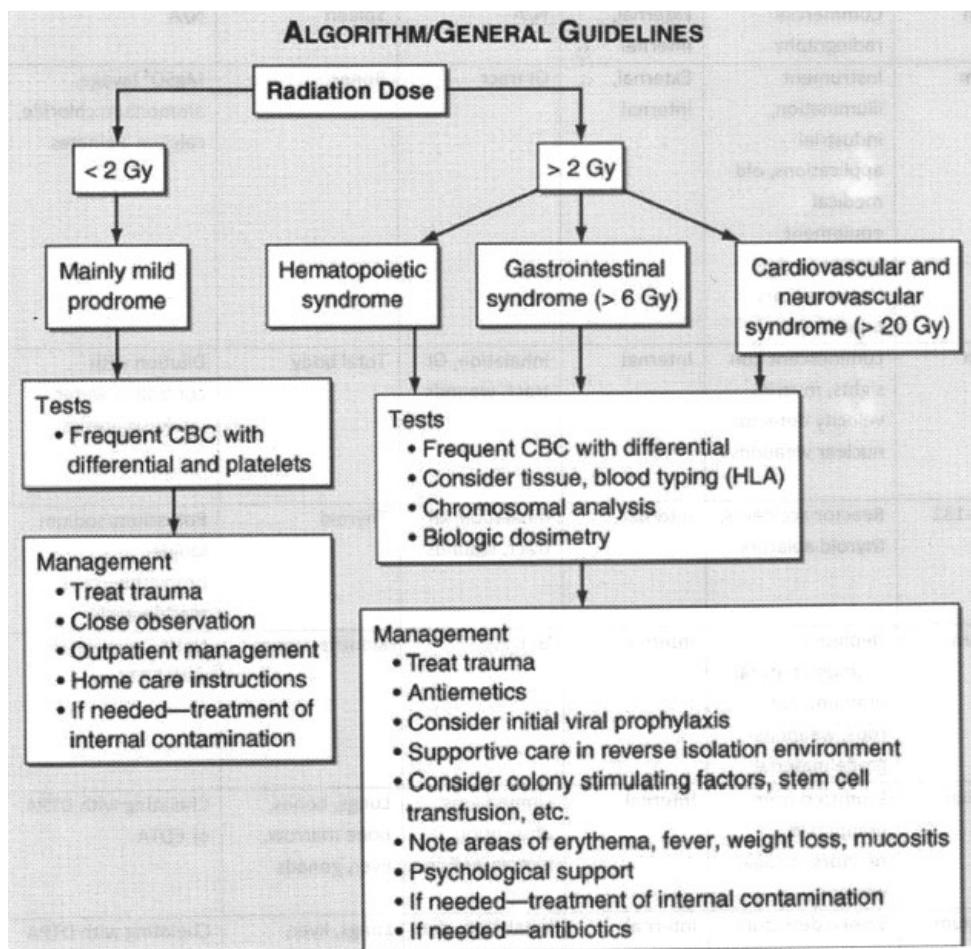 ALGORITHM/GENERAL GUIDELINES
Radiation Dose
< 2 Gy
> 2 Gy
Mainly mild
prodrome
Hematopoietic
syndrome
Gastrointestinal
syndrome (> 6 Gy)
Cardiovascular and
neurovascular
syndrome (> 20 Gy)
Tests
• Frequent CBC with
differential and platelets
Management
• Treat trauma
• Close observation
• Outpatien management
• Home care instructions
• If needed—treatment of
internal contamination
Tests
• Frequent CBC with differential
• Consider tissue, blood typing (HLA)
• Chromosomal analysis
• Biologic dosimetry
Management
• Treat trauma
• Antiemetics
• Consider initial viral prophylaxis
• Supportive care in reverse isolation environment
• Consider colony stimulating factors, stem cell
transfusion, etc.
• Note areas of erythema, fever, weight loss, mucositis
• Psychological support
• If needed—treatment of internal contamination
• If needed—antibiotics